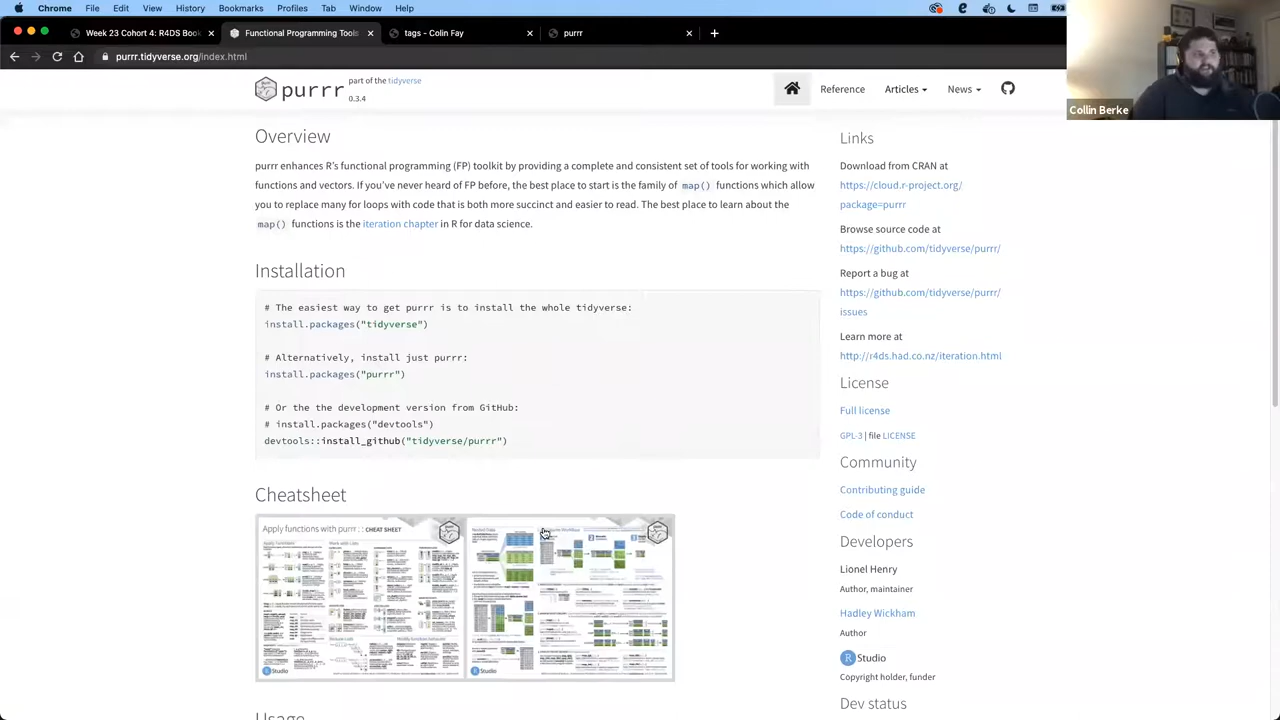 Chrome File Edit View History Bookmarks Profiles Tab Window Help
Week 23 Cohort 4: R4DS Boo
Functional Programming Tools
tags - Colin Fay
purrr
purrr.tidyverse.org/index.html
Collin Berke
purrr
part of the tidyverse
0.3.4
Reference
Articles
News
Overview
purrr enhances R's functional programming (FP) toolkit by providing a complete and consistent set of tools for working with
functions and vectors. If you've never heard of FP before, the best place to start is the family of map() functions which allow
you to replace many for loops with code that is both more succinct and easier to read. The best place to learn about the
map() functions is the iteration chapter in R for data science.
Installation
# The easiest way to get purrr is to install the whole tidyverse:
install.packages("tidyverse")
# Alternatively, install just purrr:
install.packages("purrr")
# Or the the development version from GitHub:
# install.packages("devtools")
devtools::install_github("tidyverse/purrr")
Cheatsheet
Apply functions with purrr : : CHEAT SHEET
Nested Data
R Studio
R Studio
Usage
Links
Download from CRAN at
https://cloud.r-project.org/
package=purrr
Browse source code at
https://github.com/tidyverse/purrr/
Report a bug at
https://github.com/tidyverse/purrr/
issues
Learn more at
http://r4ds.had.co.nz/iteration.html
License
Full license
GPL-3 | file LICENSE
Community
Contributing guide
Code of conduct
Developers
Lionel Henry
Author, maintainer
Hadley Wickham
Author
R Studio
Copyright holder, funder
Dev status